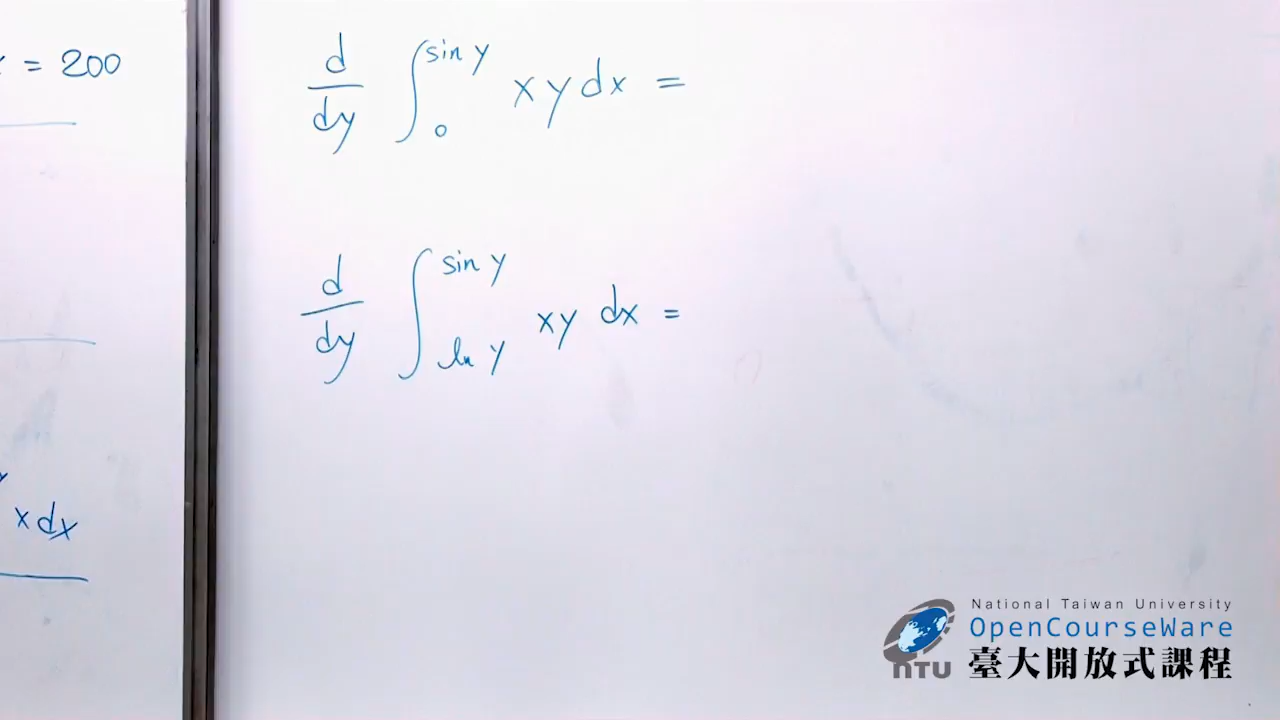 = 200
x dx
d/dy ∫₀^{sin y} x y dx =
d/dy ∫_{ln y}^{sin y} xy dx =
National Taiwan University
OpenCourseWare
NTU 臺大開放式課程